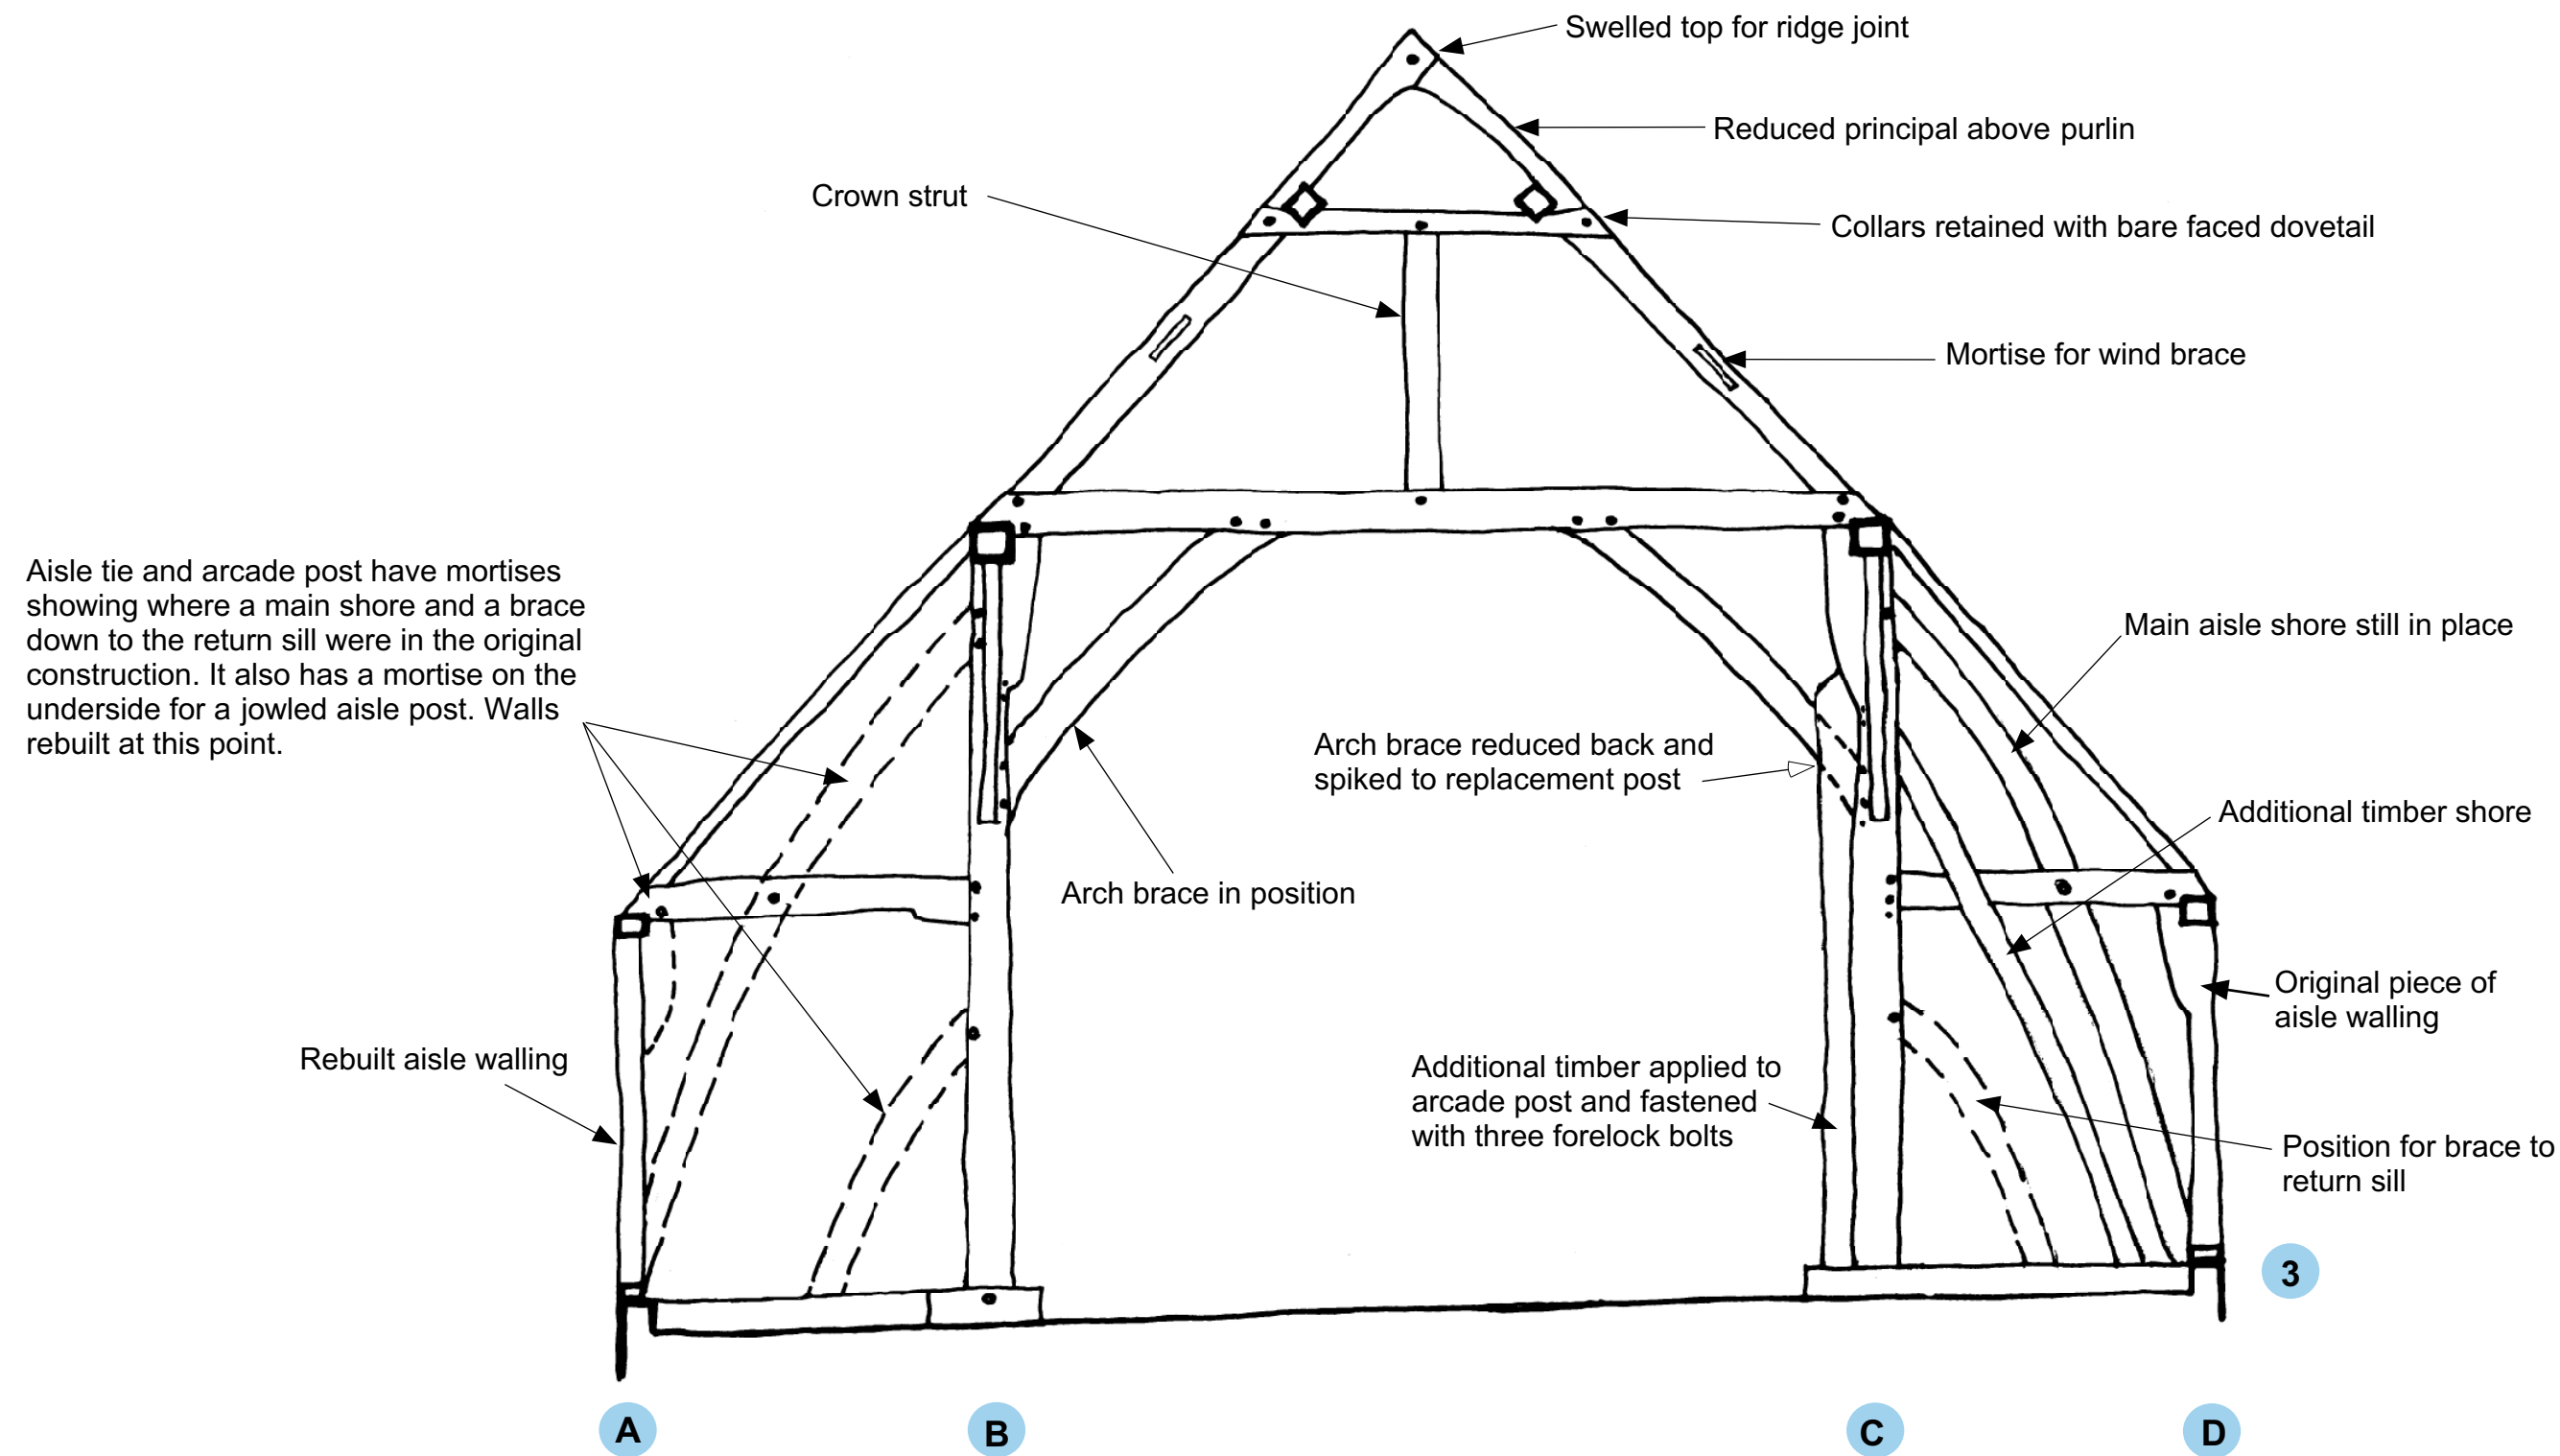 Swelled top for ridge joint
Reduced principal above purlin
Crown strut
Collars retained with bare faced dovetail
Mortise for wind brace
Aisle tie and arcade post have mortises
showing where a main shore and a brace
down to the return sill were in the original
construction. It also has a mortise on the
underside for a jowled aisle post. Walls
rebuilt at this point.
Main aisle shore still in place
Arch brace reduced back and
spiked to replacement post
Additional timber shore
Arch brace in position
Original piece of
aisle walling
Rebuilt aisle walling
Additional timber applied to
arcade post and fastened
with three forelock bolts
Position for brace to
return sill
3
A
B
C
D